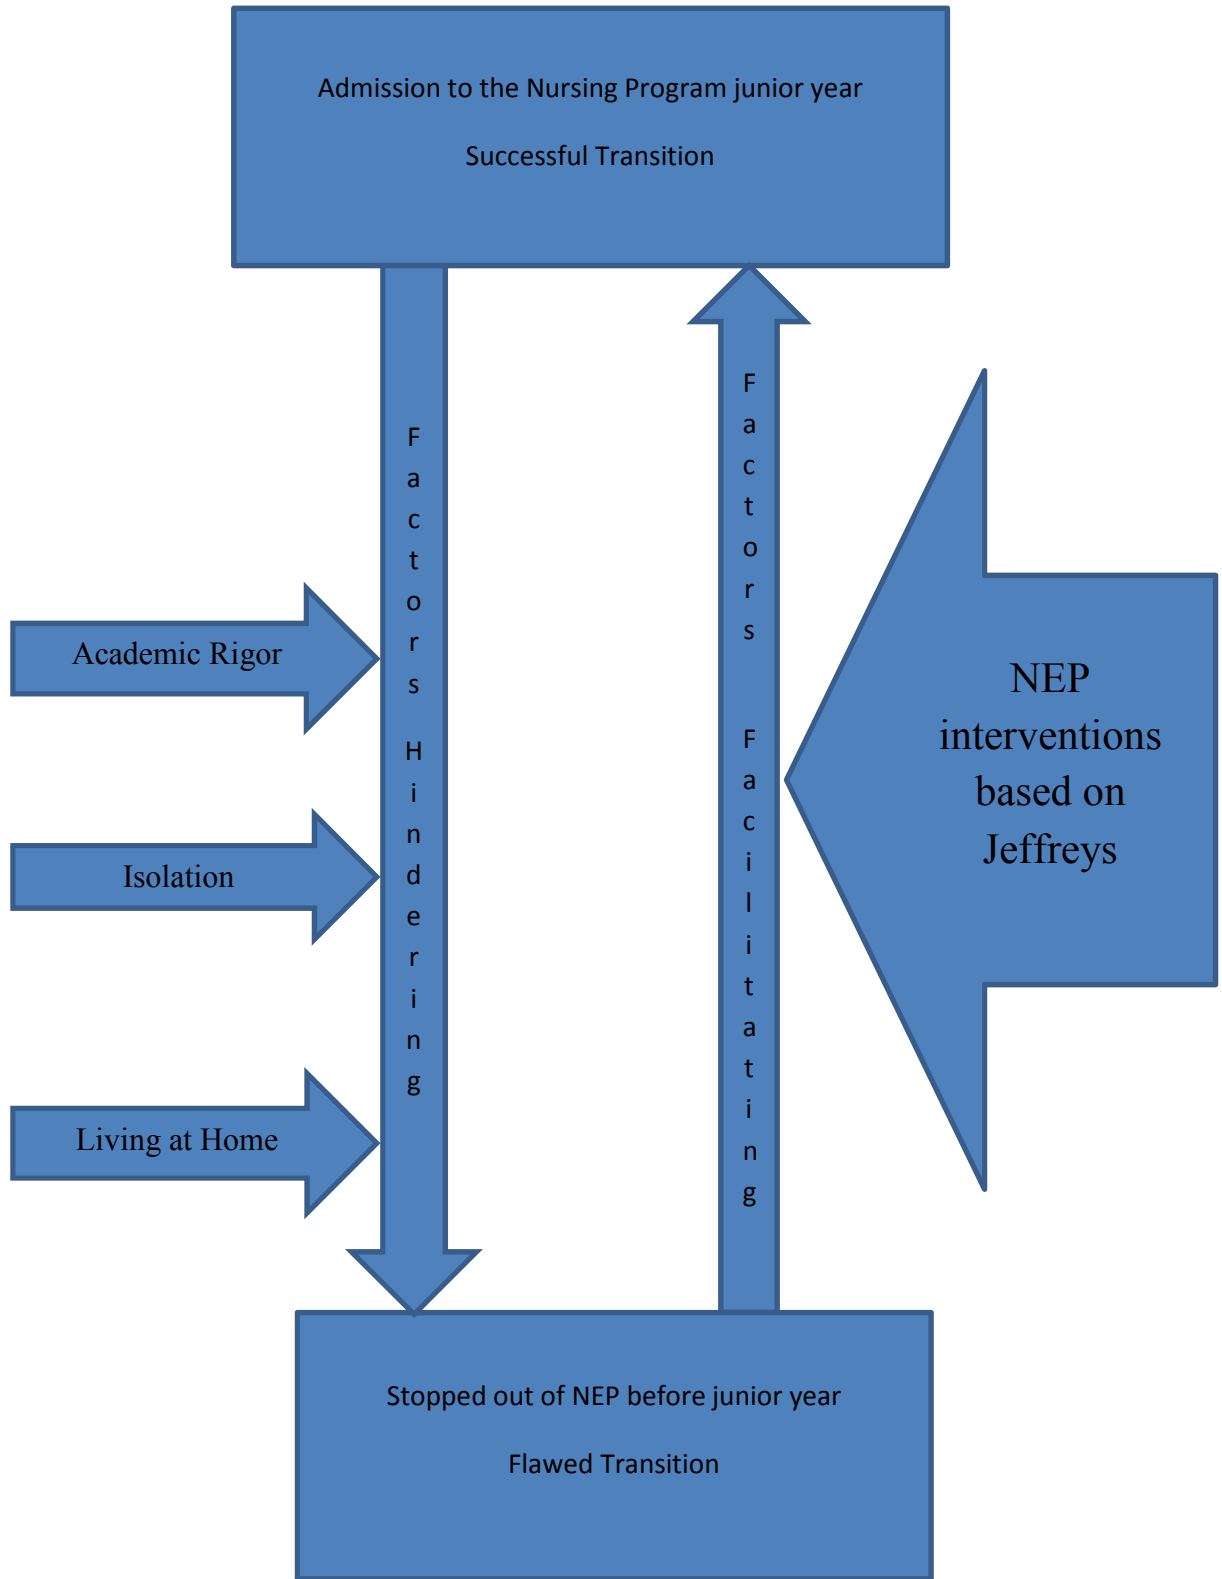 Admission to the Nursing Program junior year
Successful Transition
Factors Hindering
Factors Facilitating
Academic Rigor
Isolation
Living at Home
NEP
interventions
based on
Jeffreys
Stopped out of NEP before junior year
Flawed Transition